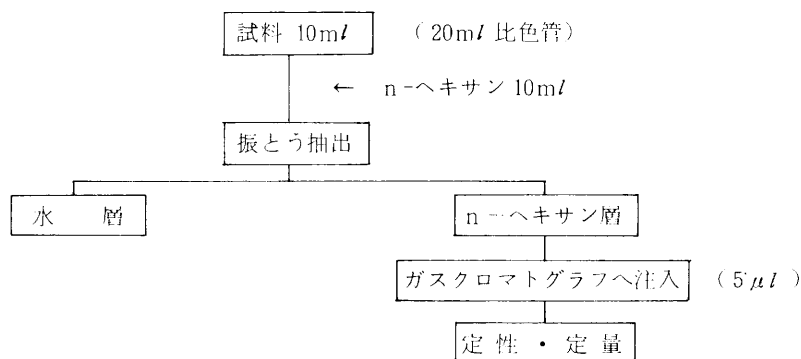 試料 10ml (20ml 比色管)
← n-ヘキサン 10ml
振とう抽出
水 層
n-ヘキサン層
ガスクロマトグラフへ注入 (5μl)
定性・定量